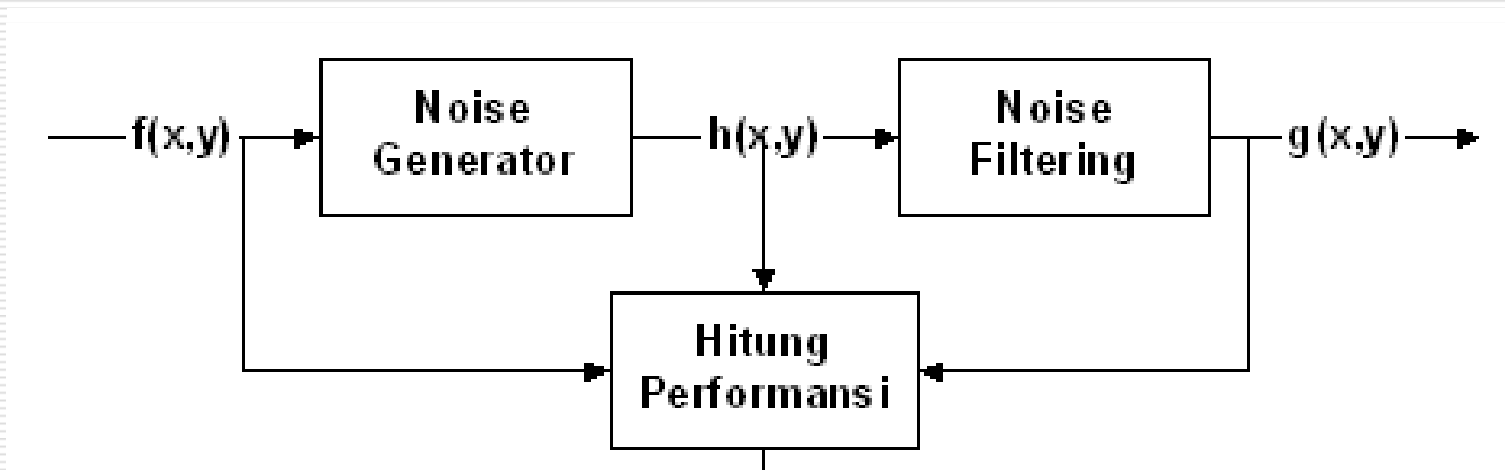 f(x,y)
Noise
Generator
h(x,y)
Noise
Filtering
g(x,y)
Hitung
Performansi